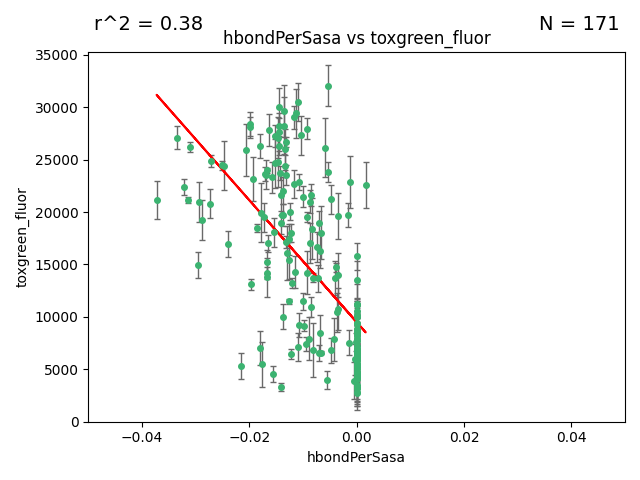 r^2 = 0.38
N = 171
hbondPerSasa vs toxgreen_fluor
35000
30000
25000
20000
15000
10000
5000
0
toxgreen_fluor
−0.04
−0.02
0.00
0.02
0.04
hbondPerSasa